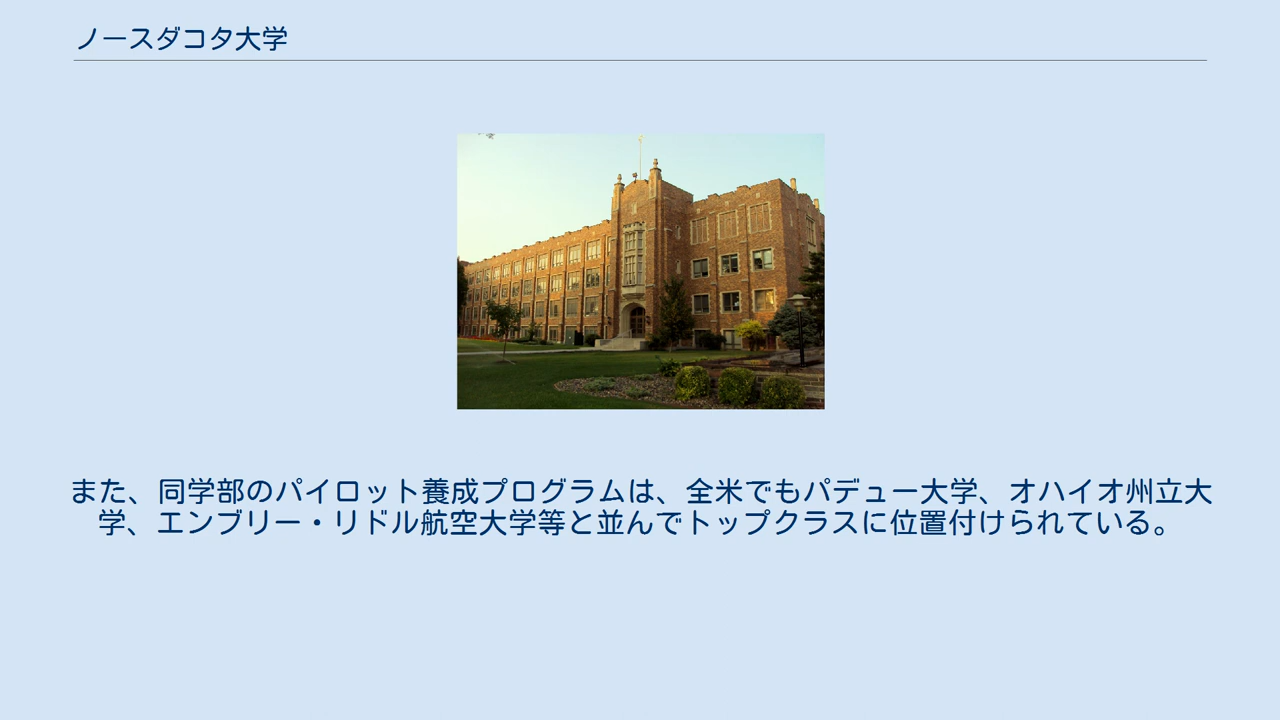 ノースダコタ大学
また、同学部のパイロット養成プログラムは、全米でもパデュー大学、オハイオ州立大
学、エンブリー・リドル航空大学等と並んでトップクラスに位置付けられている。